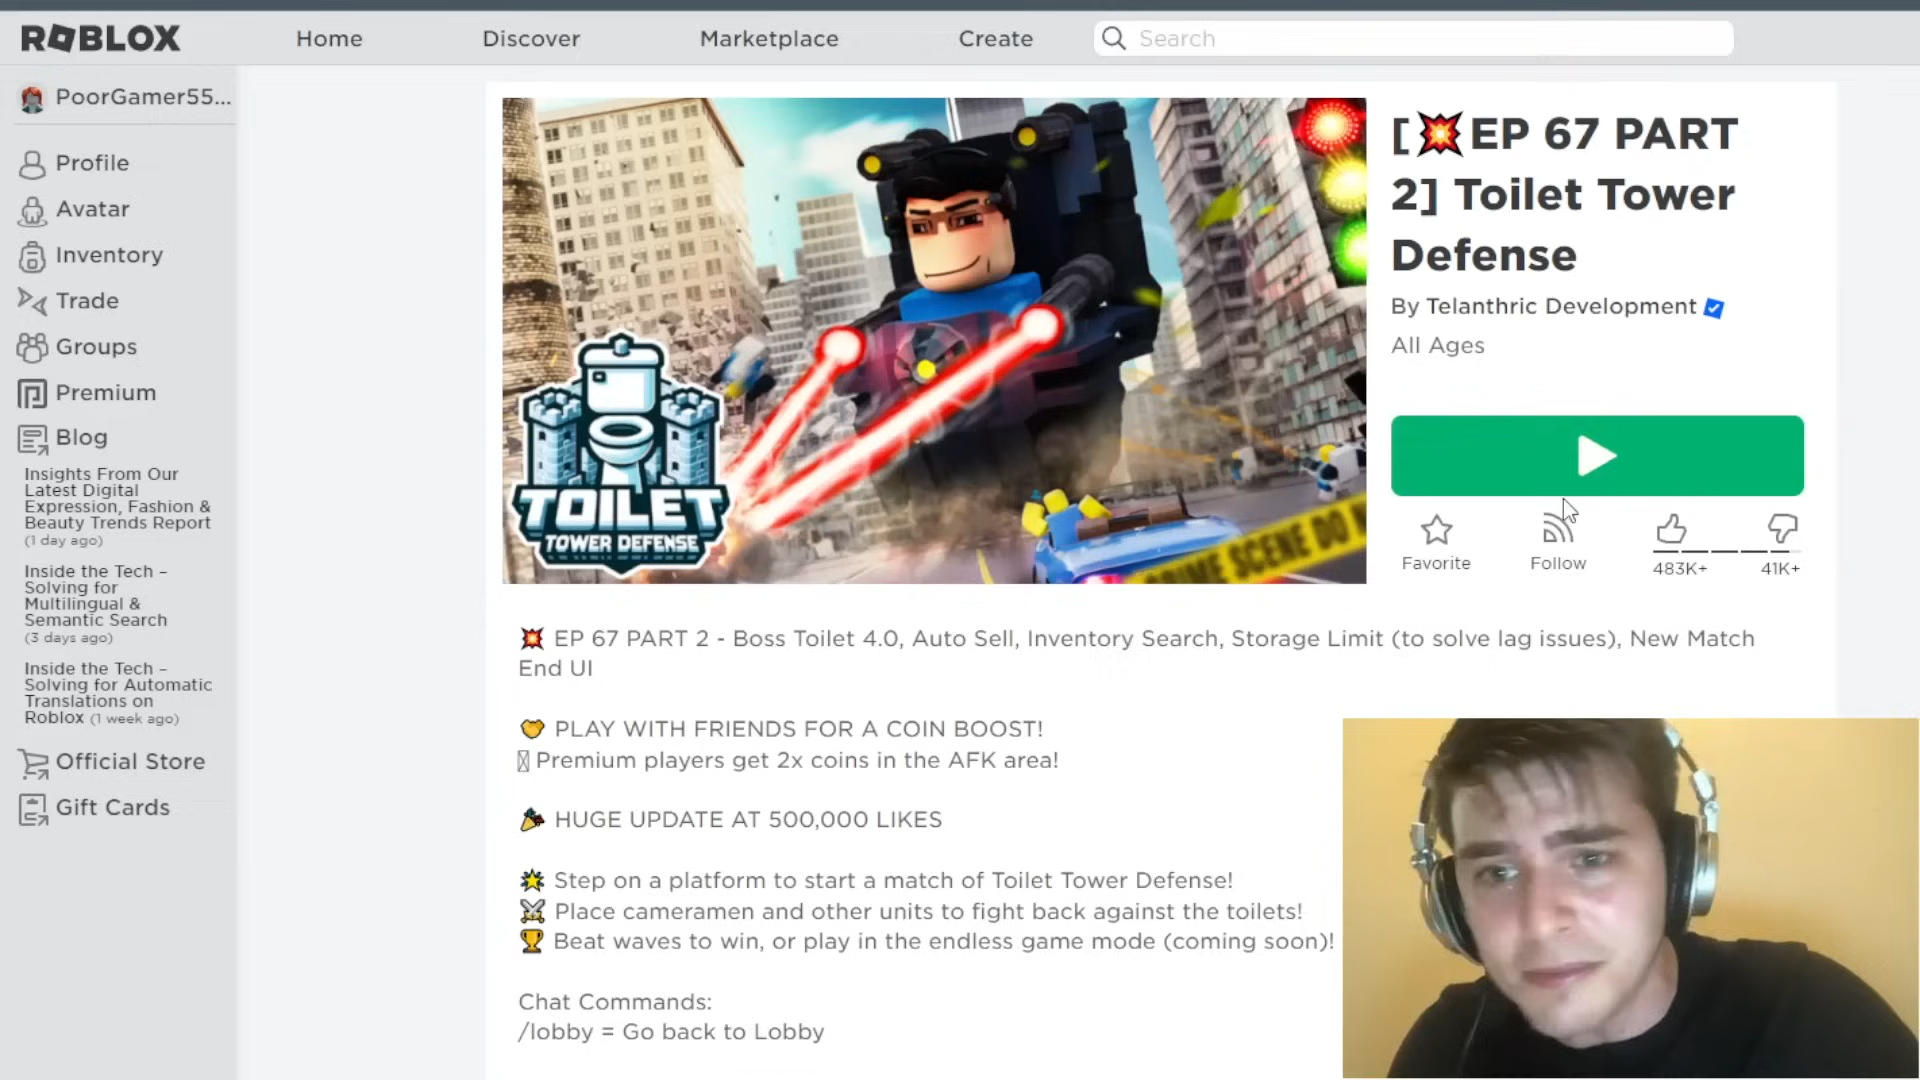 ROBLOX
Home
Discover
Marketplace
Create
Search
PoorGamer55...
Profile
Avatar
Inventory
Trade
Groups
Premium
Blog
Insights From Our
Latest Digital
Expression, Fashion &
Beauty Trends Report
(1 day ago)
Inside the Tech –
Solving for
Multilingual &
Semantic Search
(3 days ago)
Inside the Tech –
Solving for Automatic
Translations on
Roblox (1 week ago)
Official Store
Gift Cards
TOILET
TOWER DEFENSE
CRIME SCENE DO N
[💥EP 67 PART
2] Toilet Tower
Defense
By Telanthric Development
All Ages
Favorite
Follow
483K+
41K+
💥 EP 67 PART 2 - Boss Toilet 4.0, Auto Sell, Inventory Search, Storage Limit (to solve lag issues), New Match
End UI
🤝 PLAY WITH FRIENDS FOR A COIN BOOST!
Premium players get 2x coins in the AFK area!
🎉 HUGE UPDATE AT 500,000 LIKES
🌟 Step on a platform to start a match of Toilet Tower Defense!
⚔️ Place cameramen and other units to fight back against the toilets!
🏆 Beat waves to win, or play in the endless game mode (coming soon)!
Chat Commands:
/lobby = Go back to Lobby